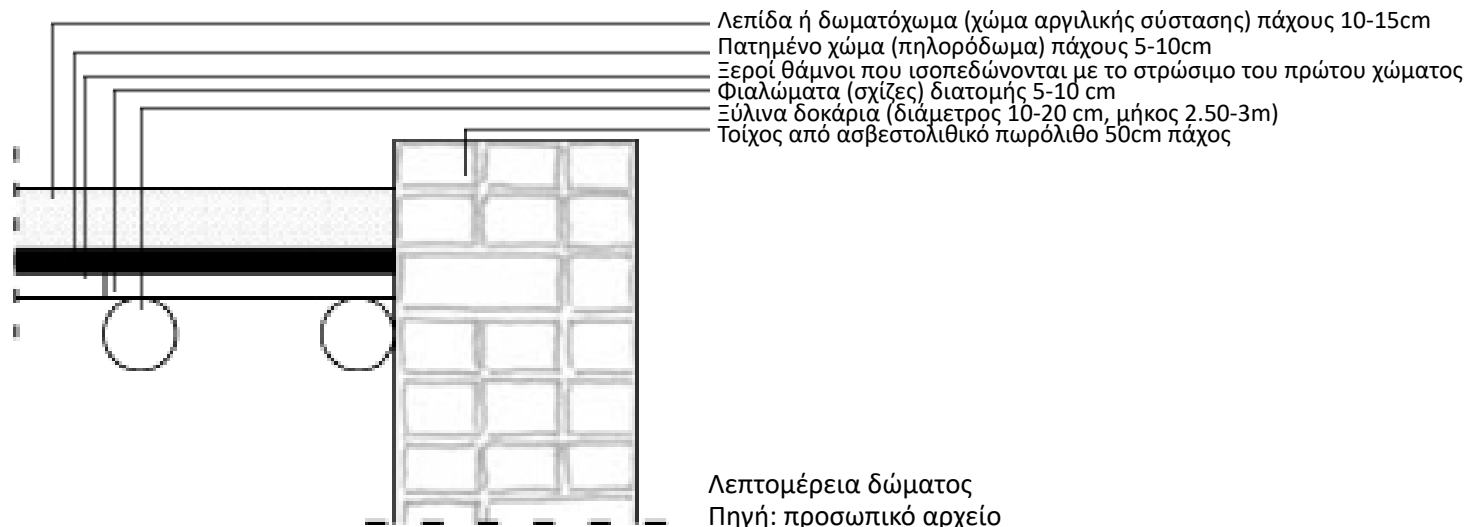 Λεπίδα ή δωματόχωμα (χώμα αργιλικής σύστασης) πάχους 10-15cm
Πατημένο χώμα (πηλορόδωμα) πάχους 5-10cm
Ξεροί θάμνοι που ισοπεδώνονται με το στρώσιμο του πρώτου χώματος
Φιαλώματα (σχίζες) διατομής 5-10 cm
Ξύλινα δοκάρια (διάμετρος 10-20 cm, μήκος 2.50-3m)
Τοίχος από ασβεστολιθικό πωρόλιθο 50cm πάχος
Λεπτομέρεια δώματος
Πηγή: προσωπικό αρχείο